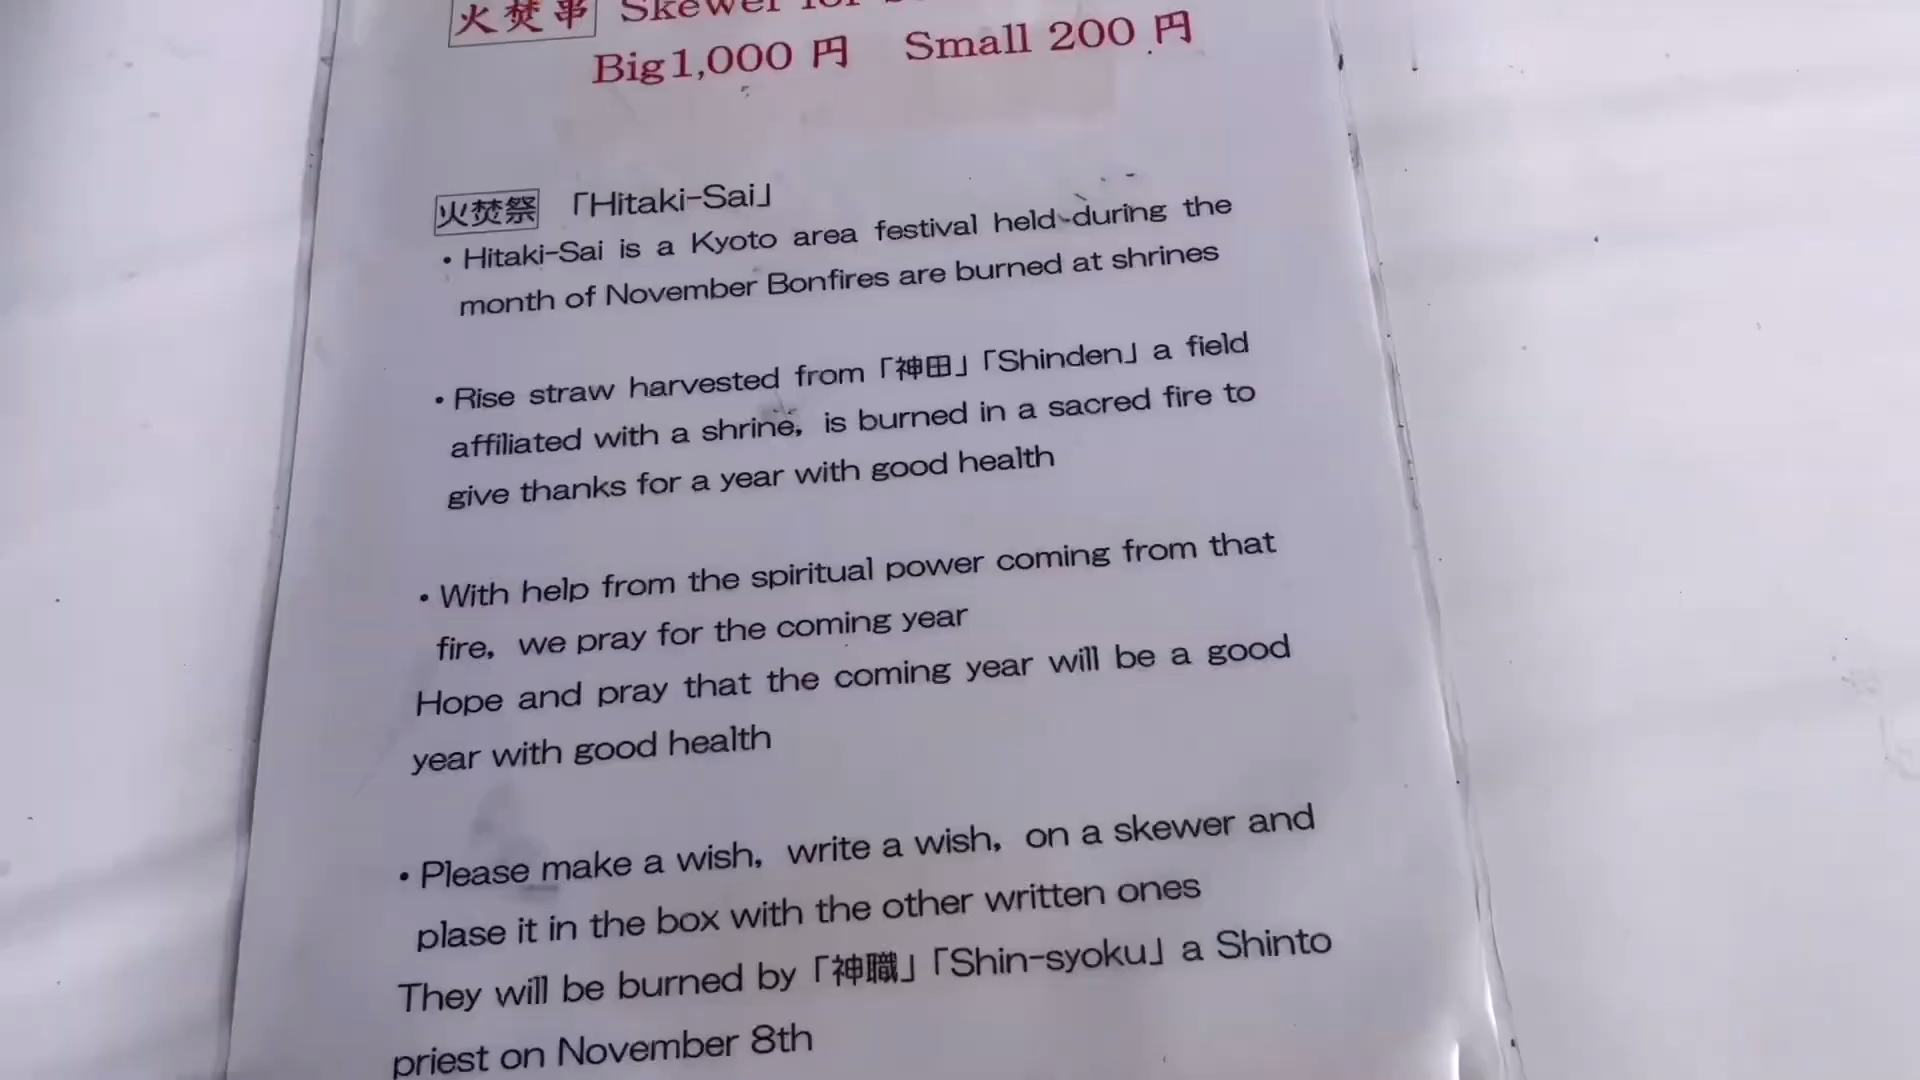 火焚串 Skewer for
Big1,000 円 Small 200 円
火焚祭 「Hitaki-Sai」
・Hitaki-Sai is a Kyoto area festival held during the
month of November Bonfires are burned at shrines
・Rise straw harvested from「神田」「Shinden」a field
affiliated with a shrine, is burned in a sacred fire to
give thanks for a year with good health
・With help from the spiritual power coming from that
fire, we pray for the coming year
Hope and pray that the coming year will be a good
year with good health
・Please make a wish, write a wish, on a skewer and
plase it in the box with the other written ones
They will be burned by「神職」「Shin-syoku」a Shinto
priest on November 8th